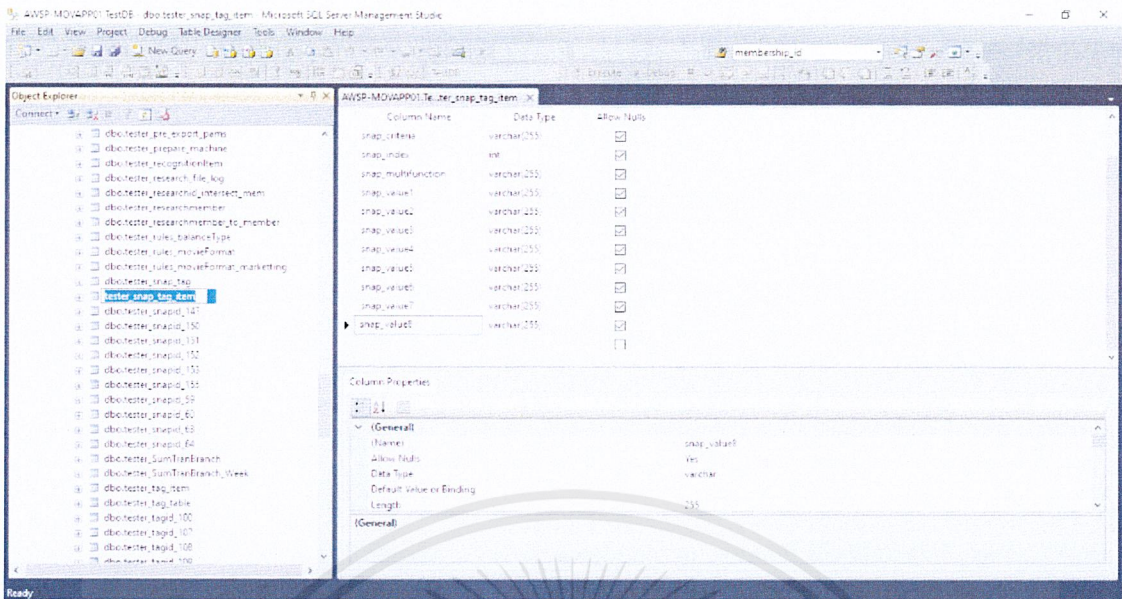 AWSP-MOVAPP01.TestDB - dbo.tester_snap_tag_item - Microsoft SQL Server Management Studio
File Edit View Project Debug Table Designer Tools Window Help
New Query
membership_id
Execute Debug
Object Explorer
Connect
dbo.tester_pre_export_pams
dbo.tester_prepare_machine
dbo.tester_recognitionItem
dbo.tester_research_file_log
dbo.tester_researchid_intersect_mem
dbo.tester_researchmember
dbo.tester_researchmember_to_member
dbo.tester_rules_balanceType
dbo.tester_rules_movieFormat
dbo.tester_rules_movieFormat_marketting
dbo.tester_snap_tag
tester_snap_tag_item
dbo.tester_snapid_147
dbo.tester_snapid_150
dbo.tester_snapid_151
dbo.tester_snapid_152
dbo.tester_snapid_153
dbo.tester_snapid_155
dbo.tester_snapid_59
dbo.tester_snapid_60
dbo.tester_snapid_63
dbo.tester_snapid_64
dbo.tester_SumTranBranch
dbo.tester_SumTranBranch_Week
dbo.tester_tag_item
dbo.tester_tag_table
dbo.tester_tagid_106
dbo.tester_tagid_107
dbo.tester_tagid_108
dbo.tester_tagid_109
AWSP-MOVAPP01.Te...ter_snap_tag_item
Column Name Data Type Allow Nulls
snap_criteria varchar(255)
snap_index int
snap_multifunction varchar(255)
snap_value1 varchar(255)
snap_value2 varchar(255)
snap_value3 varchar(255)
snap_value4 varchar(255)
snap_value5 varchar(255)
snap_value6 varchar(255)
snap_value7 varchar(255)
snap_value8 varchar(255)
Column Properties
(General)
(Name) snap_value8
Allow Nulls Yes
Data Type varchar
Default Value or Binding
Length 255
(General)
Ready